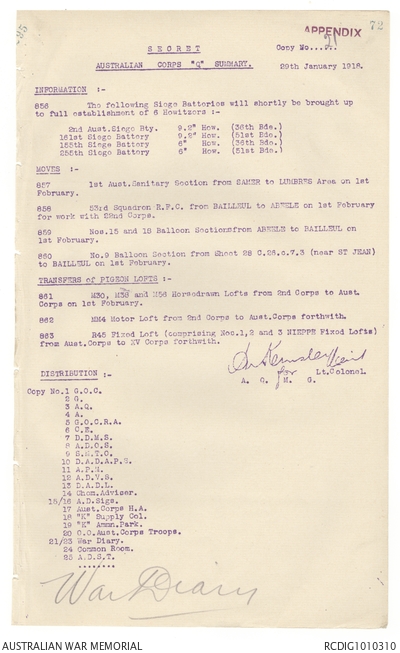 APPENDIX
72
SECRET
Copy No.
AUSTRALIAN CORPS "Q" SUMMARY.
29th January 1918.
INFORMATION :-
856 The following Siege Batteries will shortly be brought up
to full establishment of 6 Howitzers :-
2nd Aust.Siege Bty. 9.2" How. (36th Bde.)
161st Siege Battery 9.2" How. (51st Bde.)
155th Siege Battery 6" How. (36th Bde.)
255th Siege Battery 6" How. (51st Bde.)
MOVES :-
857 1st Aust.Sanitary Section from SAMER to LUMBRES Area on 1st
February.
858 53rd Squadron R.F.C. from BAILLEUL to ABEELE on 1st February
for work with 22nd Corps.
859 Nos.15 and 18 Balloon Sections from ABEELE to BAILLEUL on
1st February.
860 No.9 Balloon Section from Sheet 28 C.28.c.7.3 (near ST JEAN)
to BAILLEUL on 1st February.
TRANSFERS of PIGEON LOFTS :-
861 M30, M38 and M56 Horsedrawn Lofts from 2nd Corps to Aust.
Corps on 1st February.
862 MM4 Motor Loft from 2nd Corps to Aust.Corps forthwith.
863 R45 Fixed Loft (comprising Nos.1,2 and 3 NIEPPE Fixed Lofts)
from Aust.Corps to XV Corps forthwith.
for Lt.Colonel.
A. Q. M. G.
DISTRIBUTION :-
Copy No.1 G.O.C.
2 G.
3 A.Q.
4 A.
5 G.O.C.R.A.
6 C.E.
7 D.D.M.S.
8 A.D.O.S.
9 S.M.T.O.
10 D.A.D.A.P.S.
11 A.P.M.
12 A.D.V.S.
13 D.A.D.L.
14 Chem.Adviser.
15/16 A.D.Sigs.
17 Aust.Corps H.A.
18 "K" Supply Col.
19 "K" Ammn.Park.
20 C.O.Aust.Corps Troops.
21/23 War Diary.
24 Common Room.
25 A.D.S.T.
........
War Diary
AUSTRALIAN WAR MEMORIAL
RCDIG1010310